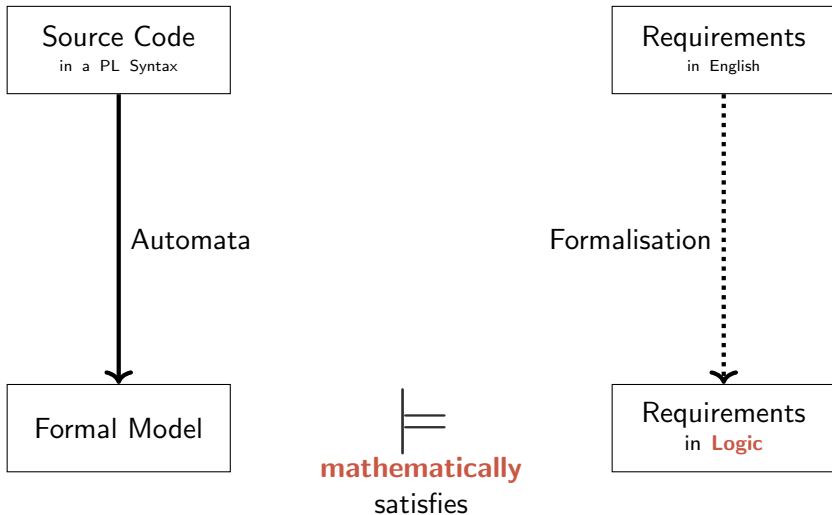 Source Code
in a PL Syntax
Requirements
in English
Automata
Formalisation
Formal Model
⊨
mathematically
satisfies
Requirements
in Logic